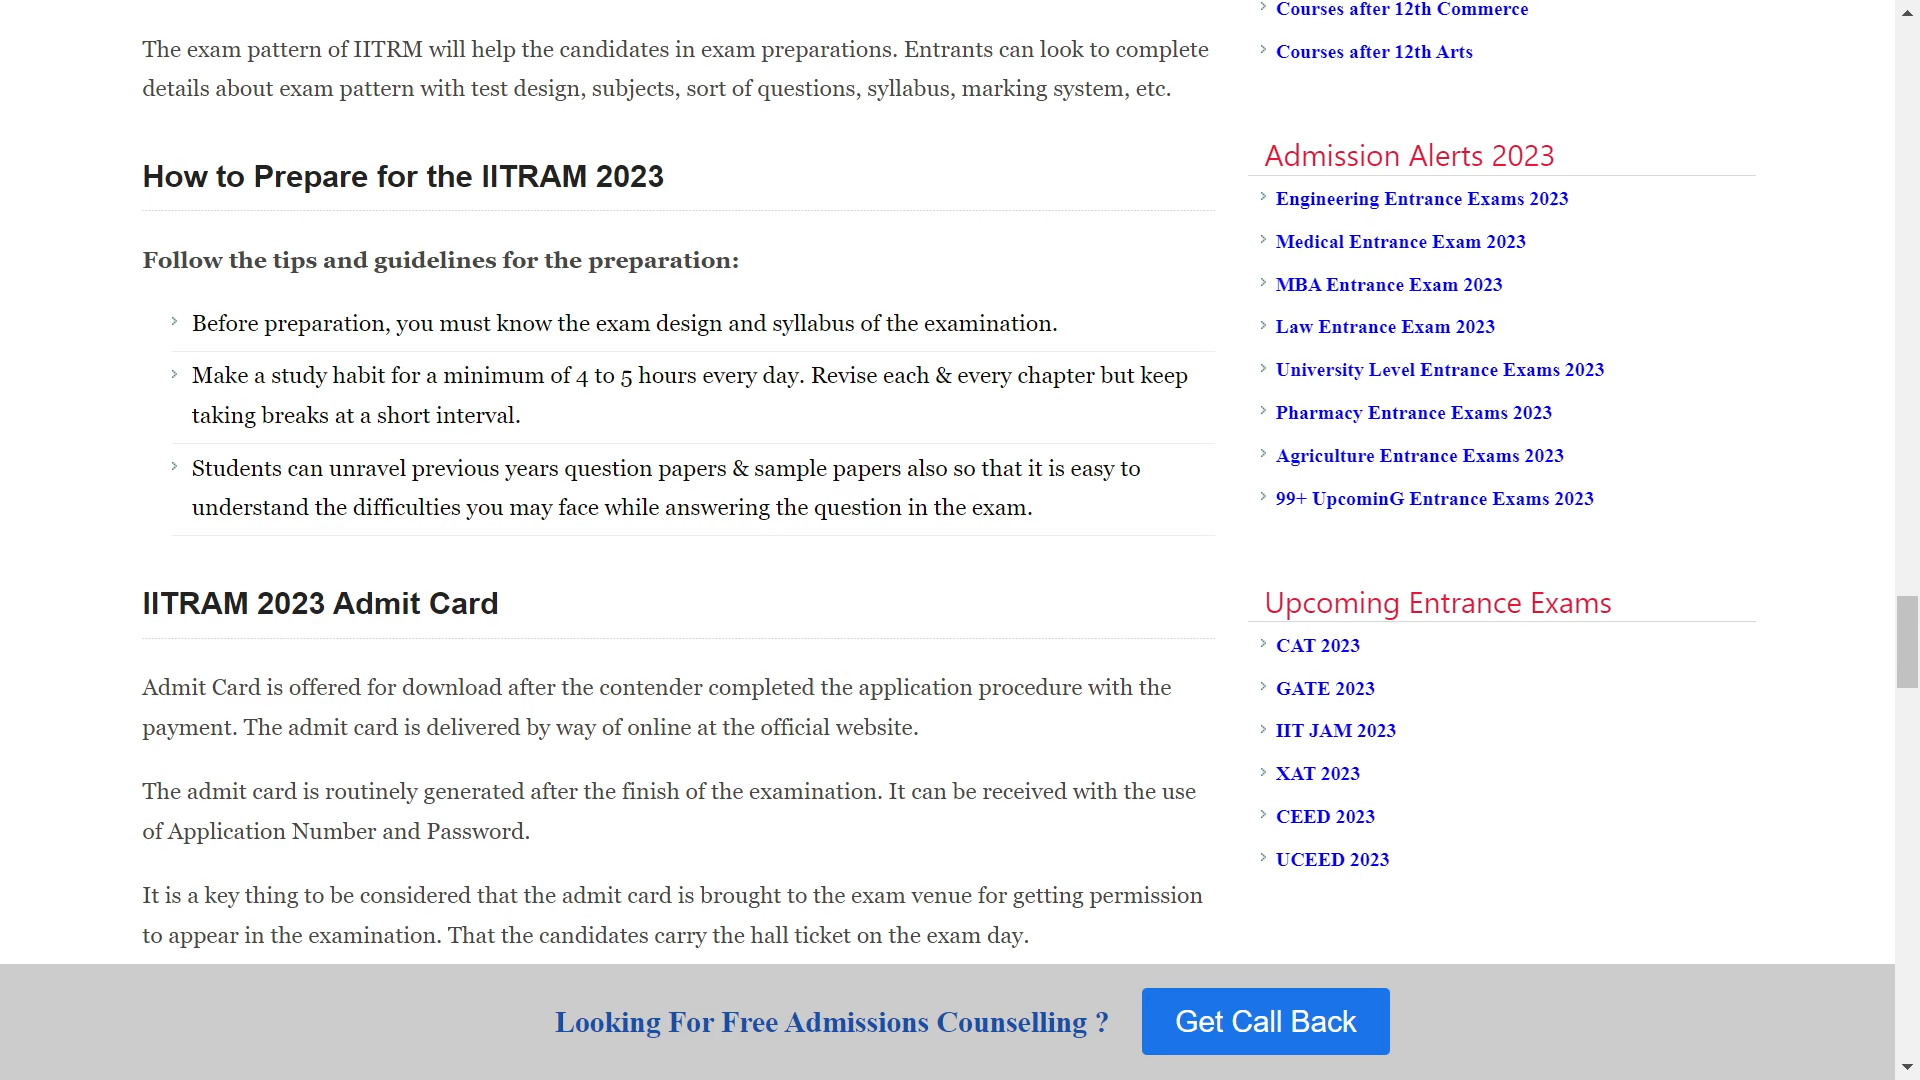 The exam pattern of IITRM will help the candidates in exam preparations. Entrants can look to complete
details about exam pattern with test design, subjects, sort of questions, syllabus, marking system, etc.
How to Prepare for the IITRAM 2023
Follow the tips and guidelines for the preparation:
Before preparation, you must know the exam design and syllabus of the examination.
Make a study habit for a minimum of 4 to 5 hours every day. Revise each & every chapter but keep
taking breaks at a short interval.
Students can unravel previous years question papers & sample papers also so that it is easy to
understand the difficulties you may face while answering the question in the exam.
IITRAM 2023 Admit Card
Admit Card is offered for download after the contender completed the application procedure with the
payment. The admit card is delivered by way of online at the official website.
The admit card is routinely generated after the finish of the examination. It can be received with the use
of Application Number and Password.
It is a key thing to be considered that the admit card is brought to the exam venue for getting permission
to appear in the examination. That the candidates carry the hall ticket on the exam day.
Courses after 12th Commerce
Courses after 12th Arts
Admission Alerts 2023
Engineering Entrance Exams 2023
Medical Entrance Exam 2023
MBA Entrance Exam 2023
Law Entrance Exam 2023
University Level Entrance Exams 2023
Pharmacy Entrance Exams 2023
Agriculture Entrance Exams 2023
99+ UpcominG Entrance Exams 2023
Upcoming Entrance Exams
CAT 2023
GATE 2023
IIT JAM 2023
XAT 2023
CEED 2023
UCEED 2023
Looking For Free Admissions Counselling ?
Get Call Back